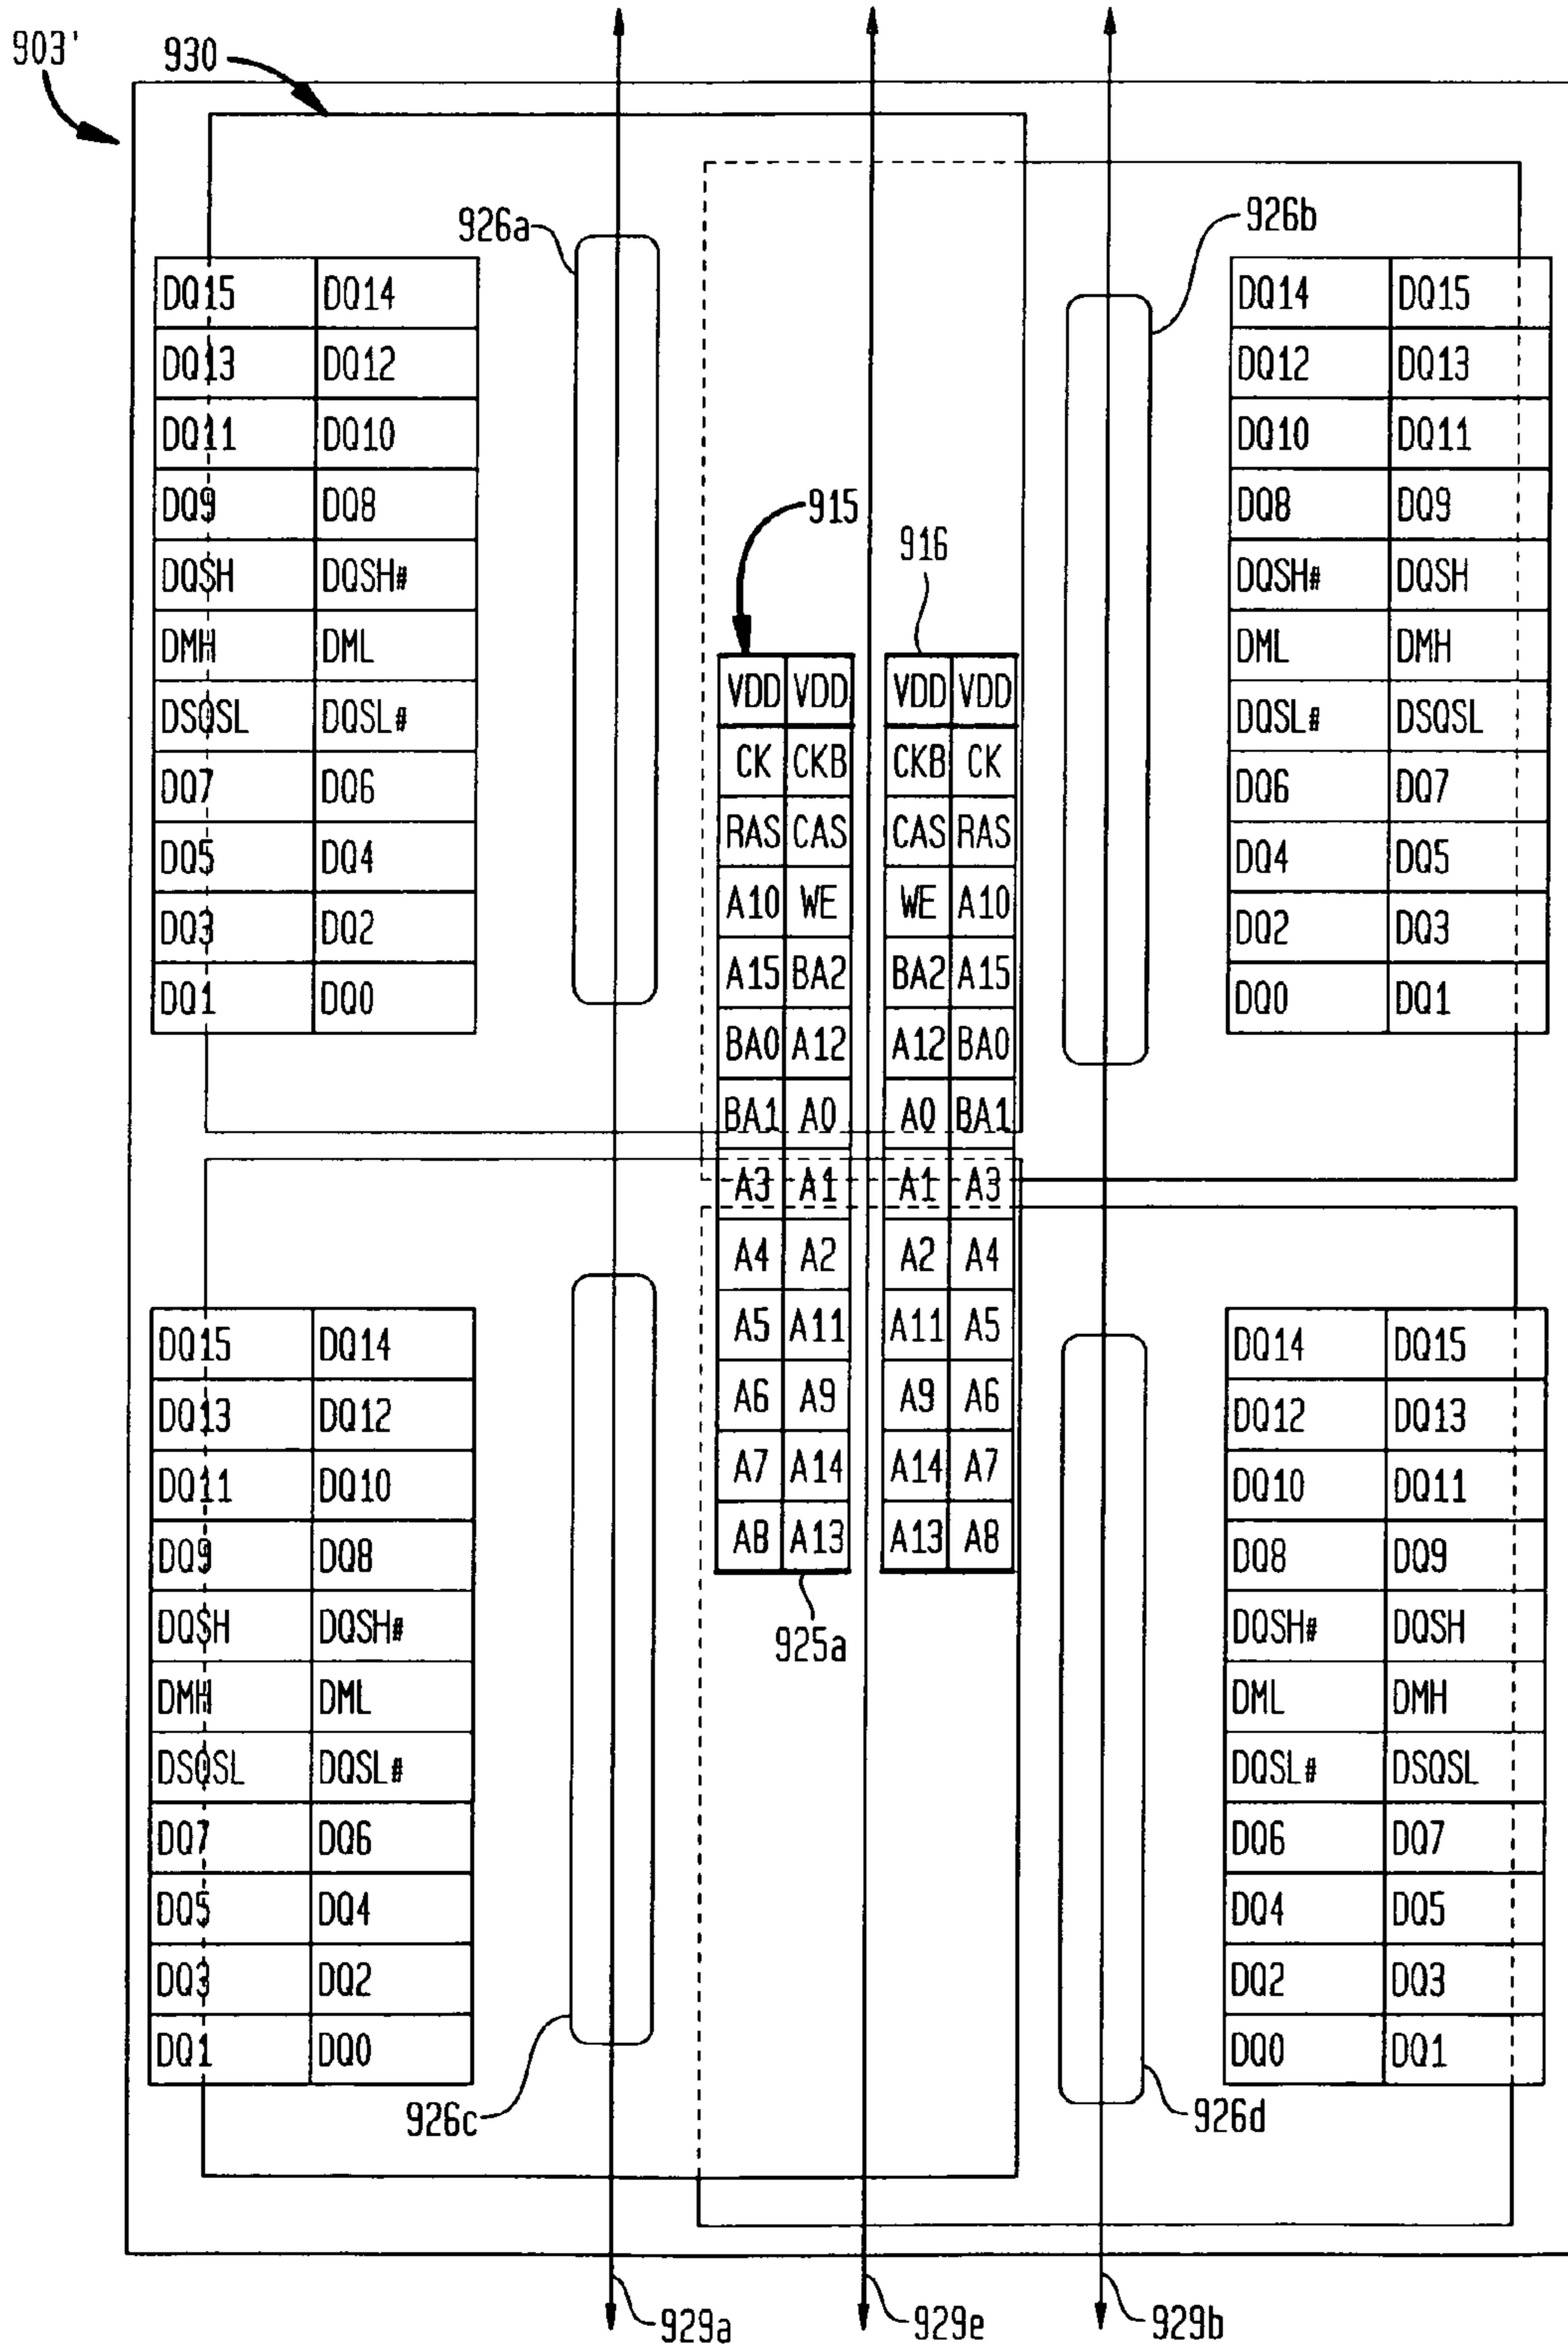 903'
930
926a
926b
DQ15 DQ14
DQ13 DQ12
DQ11 DQ10
DQ9 DQ8
DQSH DQSH#
DMH DML
DSQSL DQSL#
DQ7 DQ6
DQ5 DQ4
DQ3 DQ2
DQ1 DQ0
915
916
VDD VDD
CK CKB
RAS CAS
A10 WE
A15 BA2
BA0 A12
BA1 A0
A3 A1
A4 A2
A5 A11
A6 A9
A7 A14
A8 A13
925a
VDD VDD
CKB CK
CAS RAS
WE A10
BA2 A15
A12 BA0
A0 BA1
A1 A3
A2 A4
A11 A5
A9 A6
A14 A7
A13 A8
DQ14 DQ15
DQ12 DQ13
DQ10 DQ11
DQ8 DQ9
DQSH# DQSH
DML DMH
DQSL# DSQSL
DQ6 DQ7
DQ4 DQ5
DQ2 DQ3
DQ0 DQ1
DQ15 DQ14
DQ13 DQ12
DQ11 DQ10
DQ9 DQ8
DQSH DQSH#
DMH DML
DSQSL DQSL#
DQ7 DQ6
DQ5 DQ4
DQ3 DQ2
DQ1 DQ0
DQ14 DQ15
DQ12 DQ13
DQ10 DQ11
DQ8 DQ9
DQSH# DQSH
DML DMH
DQSL# DSQSL
DQ6 DQ7
DQ4 DQ5
DQ2 DQ3
DQ0 DQ1
926c
926d
929a
929e
929b